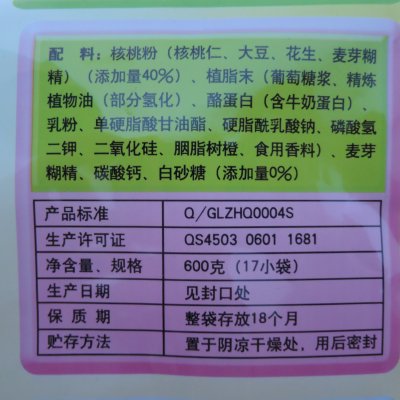 配 料：核桃粉（核桃仁、大豆、花生、麦芽糊
精）（添加量40%）、植脂末（葡萄糖浆、精炼
植物油（部分氢化）、酪蛋白（含牛奶蛋白）、
乳粉、单硬脂酸甘油酯、硬脂酰乳酸钠、磷酸氢
二钾、二氧化硅、胭脂树橙、食用香料）、麦芽
糊精、碳酸钙、白砂糖（添加量0%）
产品标准 Q/GLZHQ0004S
生产许可证 QS4503 0601 1681
净含量、规格 600克（17小袋）
生产日期 见封口处
保质期 整袋存放18个月
贮存方法 置于阴凉干燥处，用后密封